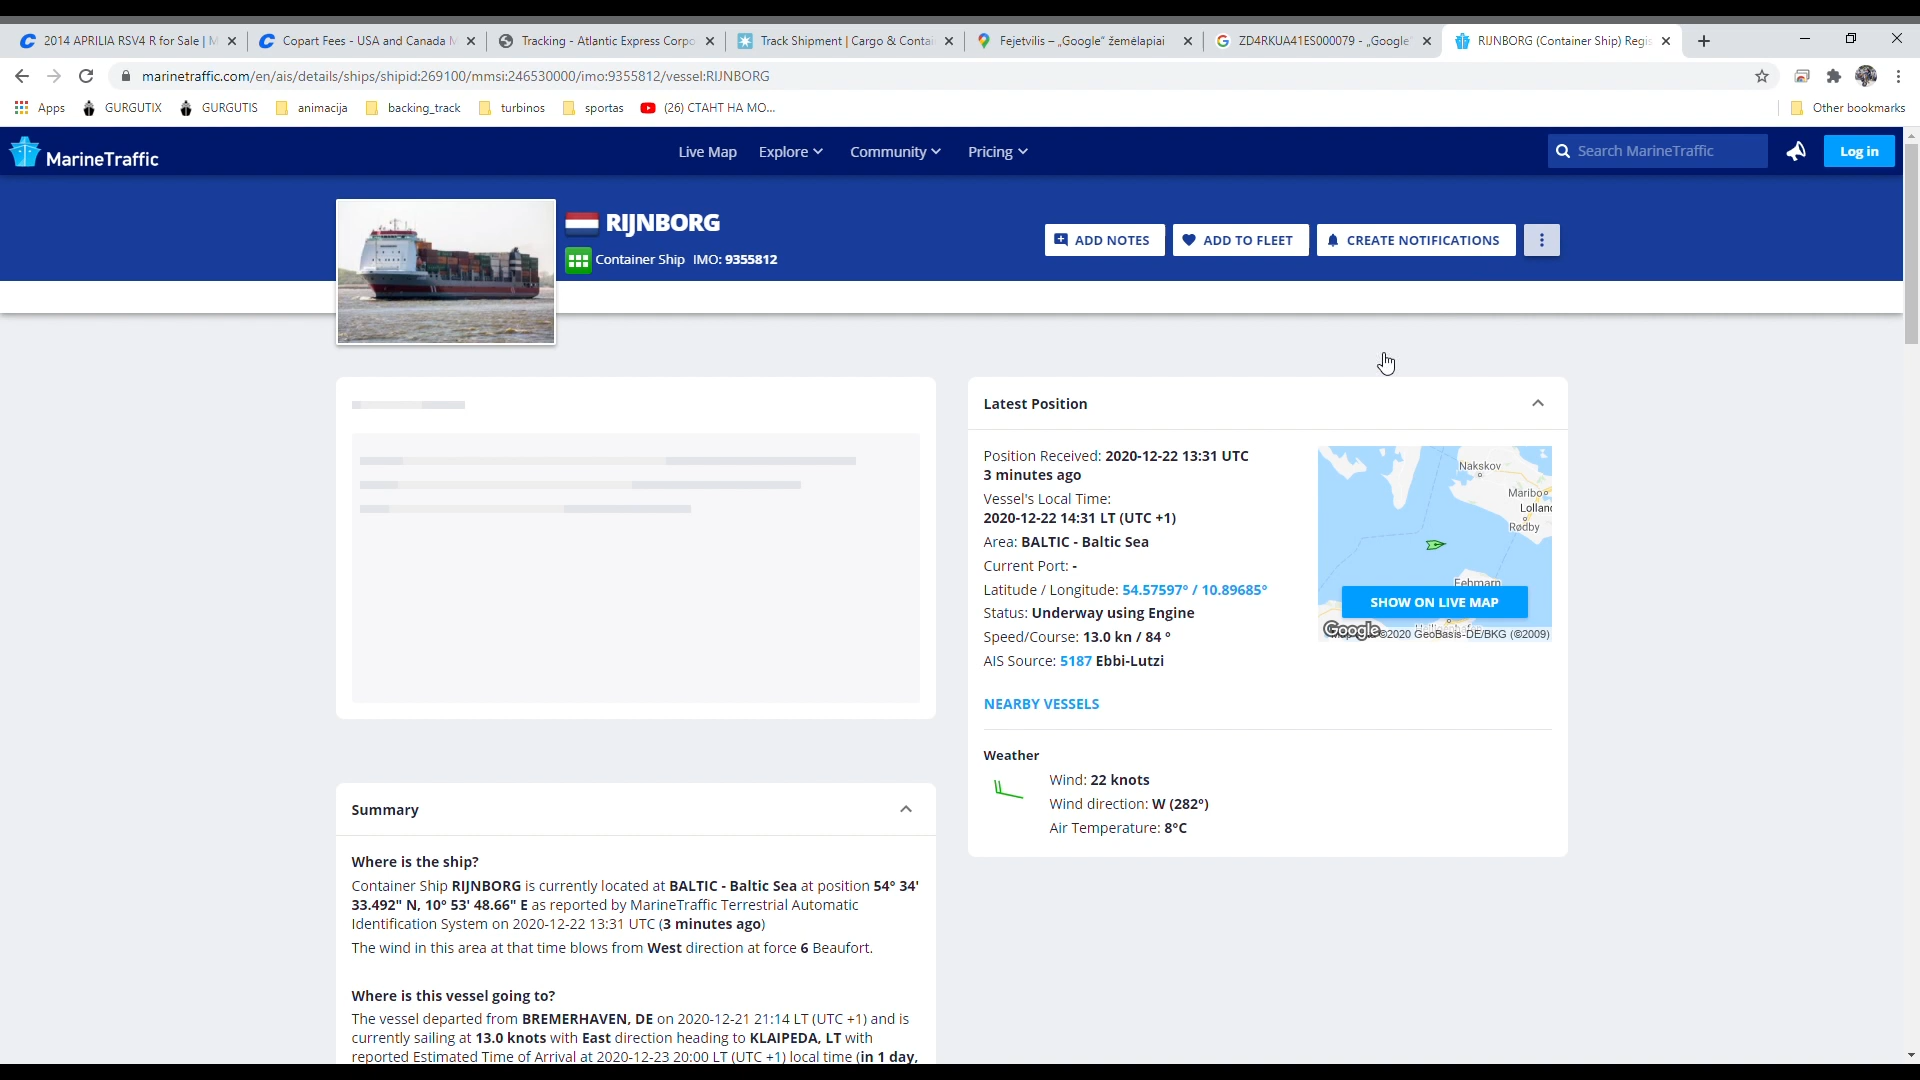 2014 APRILIA RSV4 R for Sale | M
Copart Fees - USA and Canada M
Tracking - Atlantic Express Corpo
Track Shipment | Cargo & Contai
Fejetvilis – „Google“ žemėlapiai
ZD4RKUA41ES000079 - „Google“
RIJNBORG (Container Ship) Regis
marinetraffic.com/en/ais/details/ships/shipid:269100/mmsi:246530000/imo:9355812/vessel:RIJNBORG
Apps
GURGUTIX
GURGUTIS
animacija
backing_track
turbinos
sportas
(26) СТАНТ НА МО...
Other bookmarks
MarineTraffic
Live Map
Explore
Community
Pricing
Search MarineTraffic
Log in
RIJNBORG
Container Ship IMO: 9355812
ADD NOTES
ADD TO FLEET
CREATE NOTIFICATIONS
Latest Position
Position Received: 2020-12-22 13:31 UTC
3 minutes ago
Vessel's Local Time:
2020-12-22 14:31 LT (UTC +1)
Area: BALTIC - Baltic Sea
Current Port: -
Latitude / Longitude: 54.57597° / 10.89685°
Status: Underway using Engine
Speed/Course: 13.0 kn / 84 °
AIS Source: 5187 Ebbi-Lutzi
Nakskov
Maribo
Lolland
Rødby
Fehmarn
SHOW ON LIVE MAP
Google
©2020 GeoBasis-DE/BKG (©2009)
NEARBY VESSELS
Weather
Wind: 22 knots
Wind direction: W (282°)
Air Temperature: 8°C
Summary
Where is the ship?
Container Ship RIJNBORG is currently located at BALTIC - Baltic Sea at position 54° 34'
33.492" N, 10° 53' 48.66" E as reported by MarineTraffic Terrestrial Automatic
Identification System on 2020-12-22 13:31 UTC (3 minutes ago)
The wind in this area at that time blows from West direction at force 6 Beaufort.
Where is this vessel going to?
The vessel departed from BREMERHAVEN, DE on 2020-12-21 21:14 LT (UTC +1) and is
currently sailing at 13.0 knots with East direction heading to KLAIPEDA, LT with
reported Estimated Time of Arrival at 2020-12-23 20:00 LT (UTC +1) local time (in 1 day,